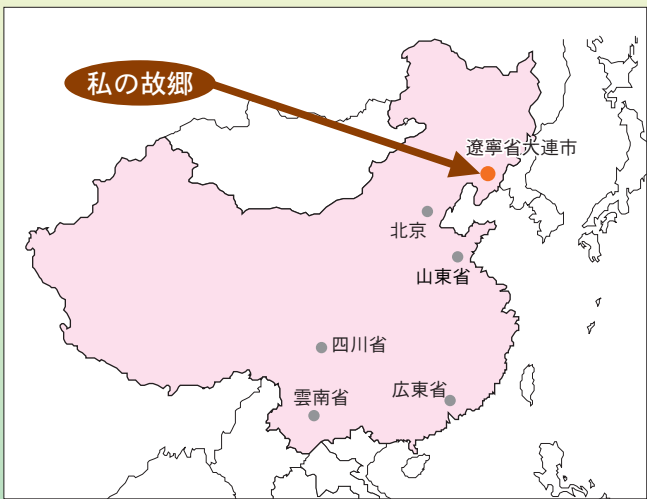 私の故郷
遼寧省大連市
北京
山東省
四川省
雲南省
広東省